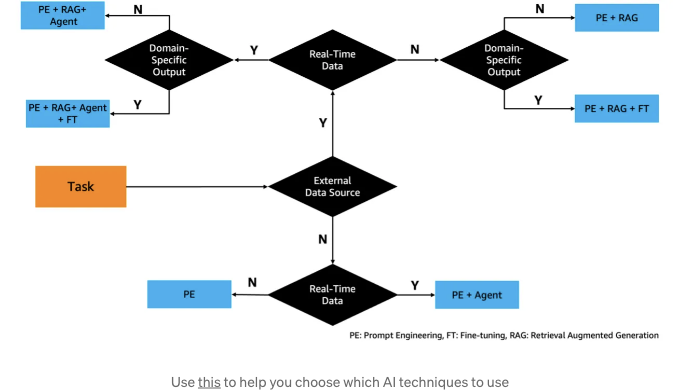 PE + RAG+
Agent
N
Domain-
Specific
Output
Y
Real-Time
Data
N
Domain-
Specific
Output
N
PE + RAG
Y
PE + RAG+ Agent
+ FT
Y
PE + RAG + FT
Y
Task
External
Data Source
N
PE
N
Real-Time
Data
Y
PE + Agent
PE: Prompt Engineering, FT: Fine-tuning, RAG: Retrieval Augmented Generation
Use this to help you choose which AI techniques to use